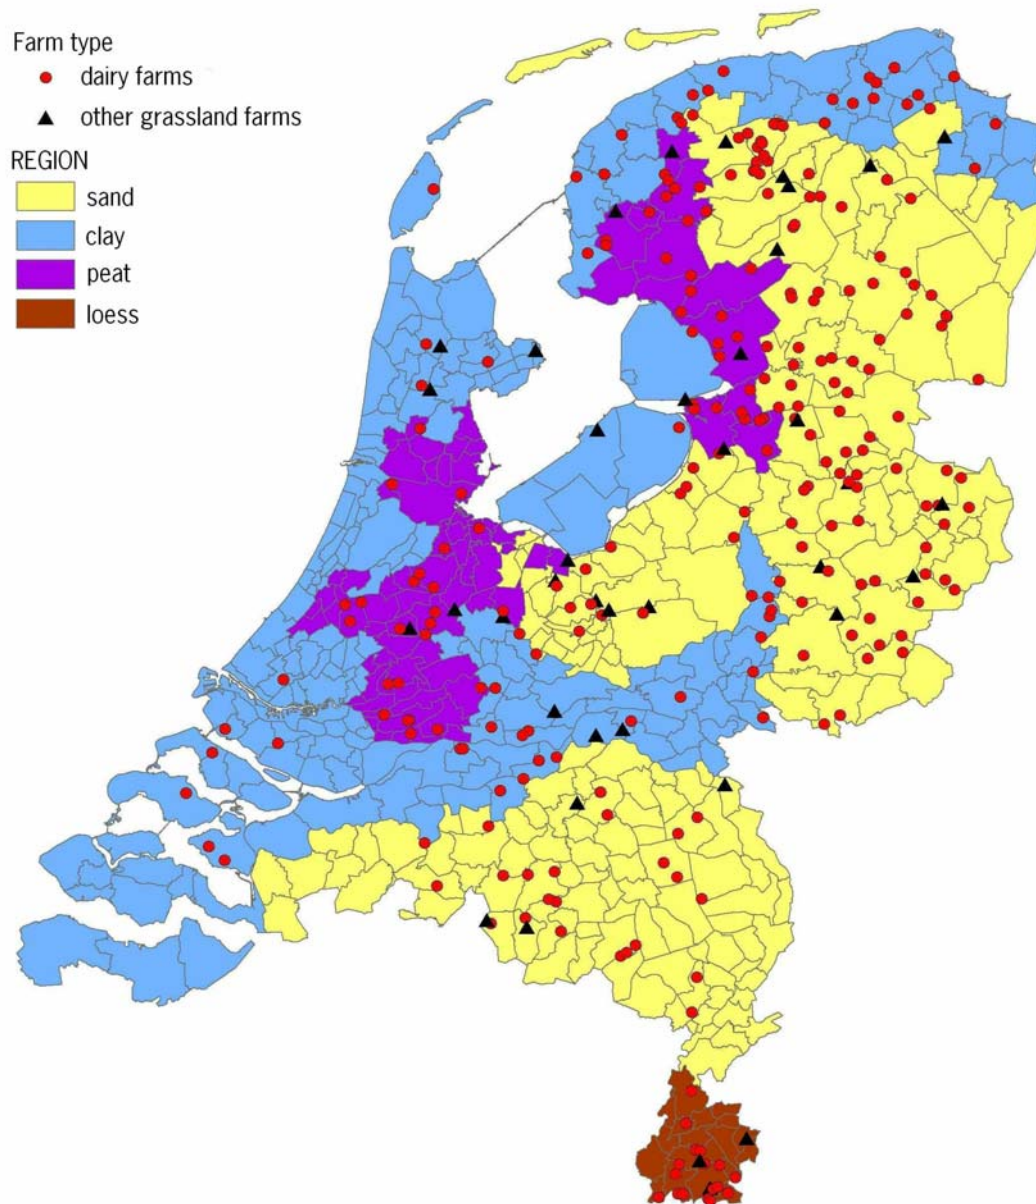 Farm type
dairy farms
other grassland farms
REGION
sand
clay
peat
loess